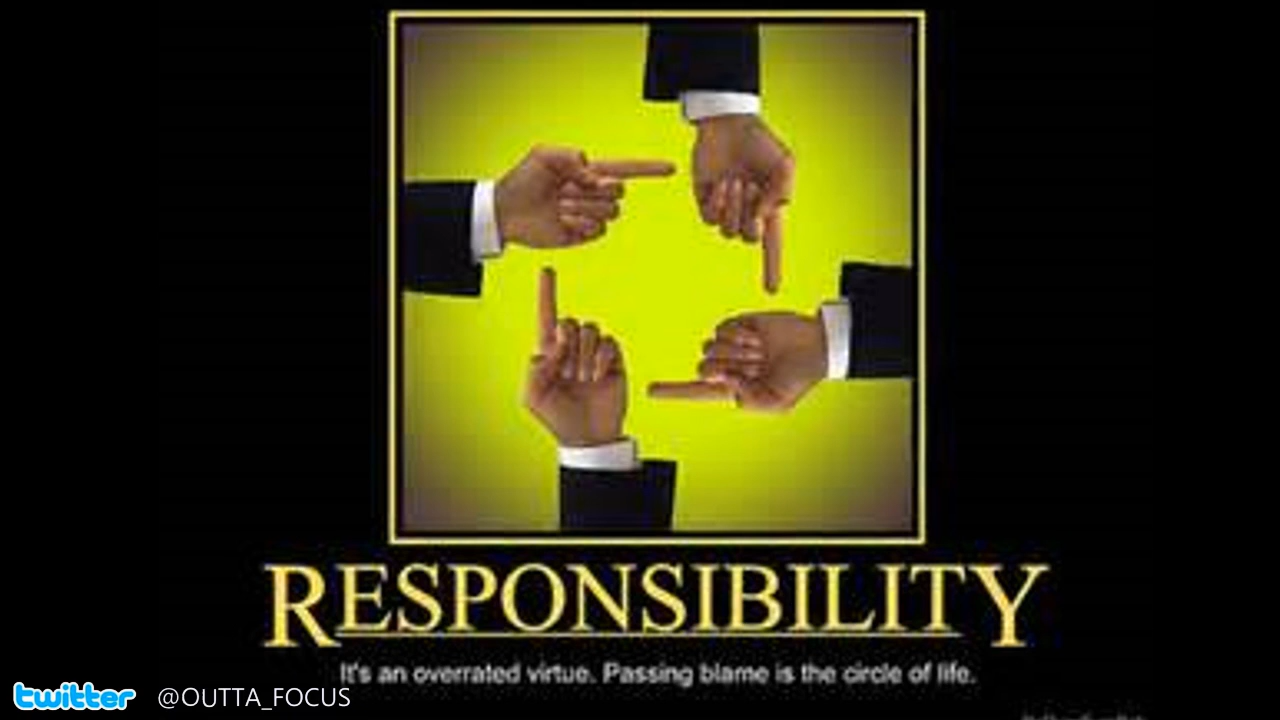 RESPONSIBILITY
It's an overrated virtue. Passing blame is the circle of life.
twitter @OUTTA_FOCUS